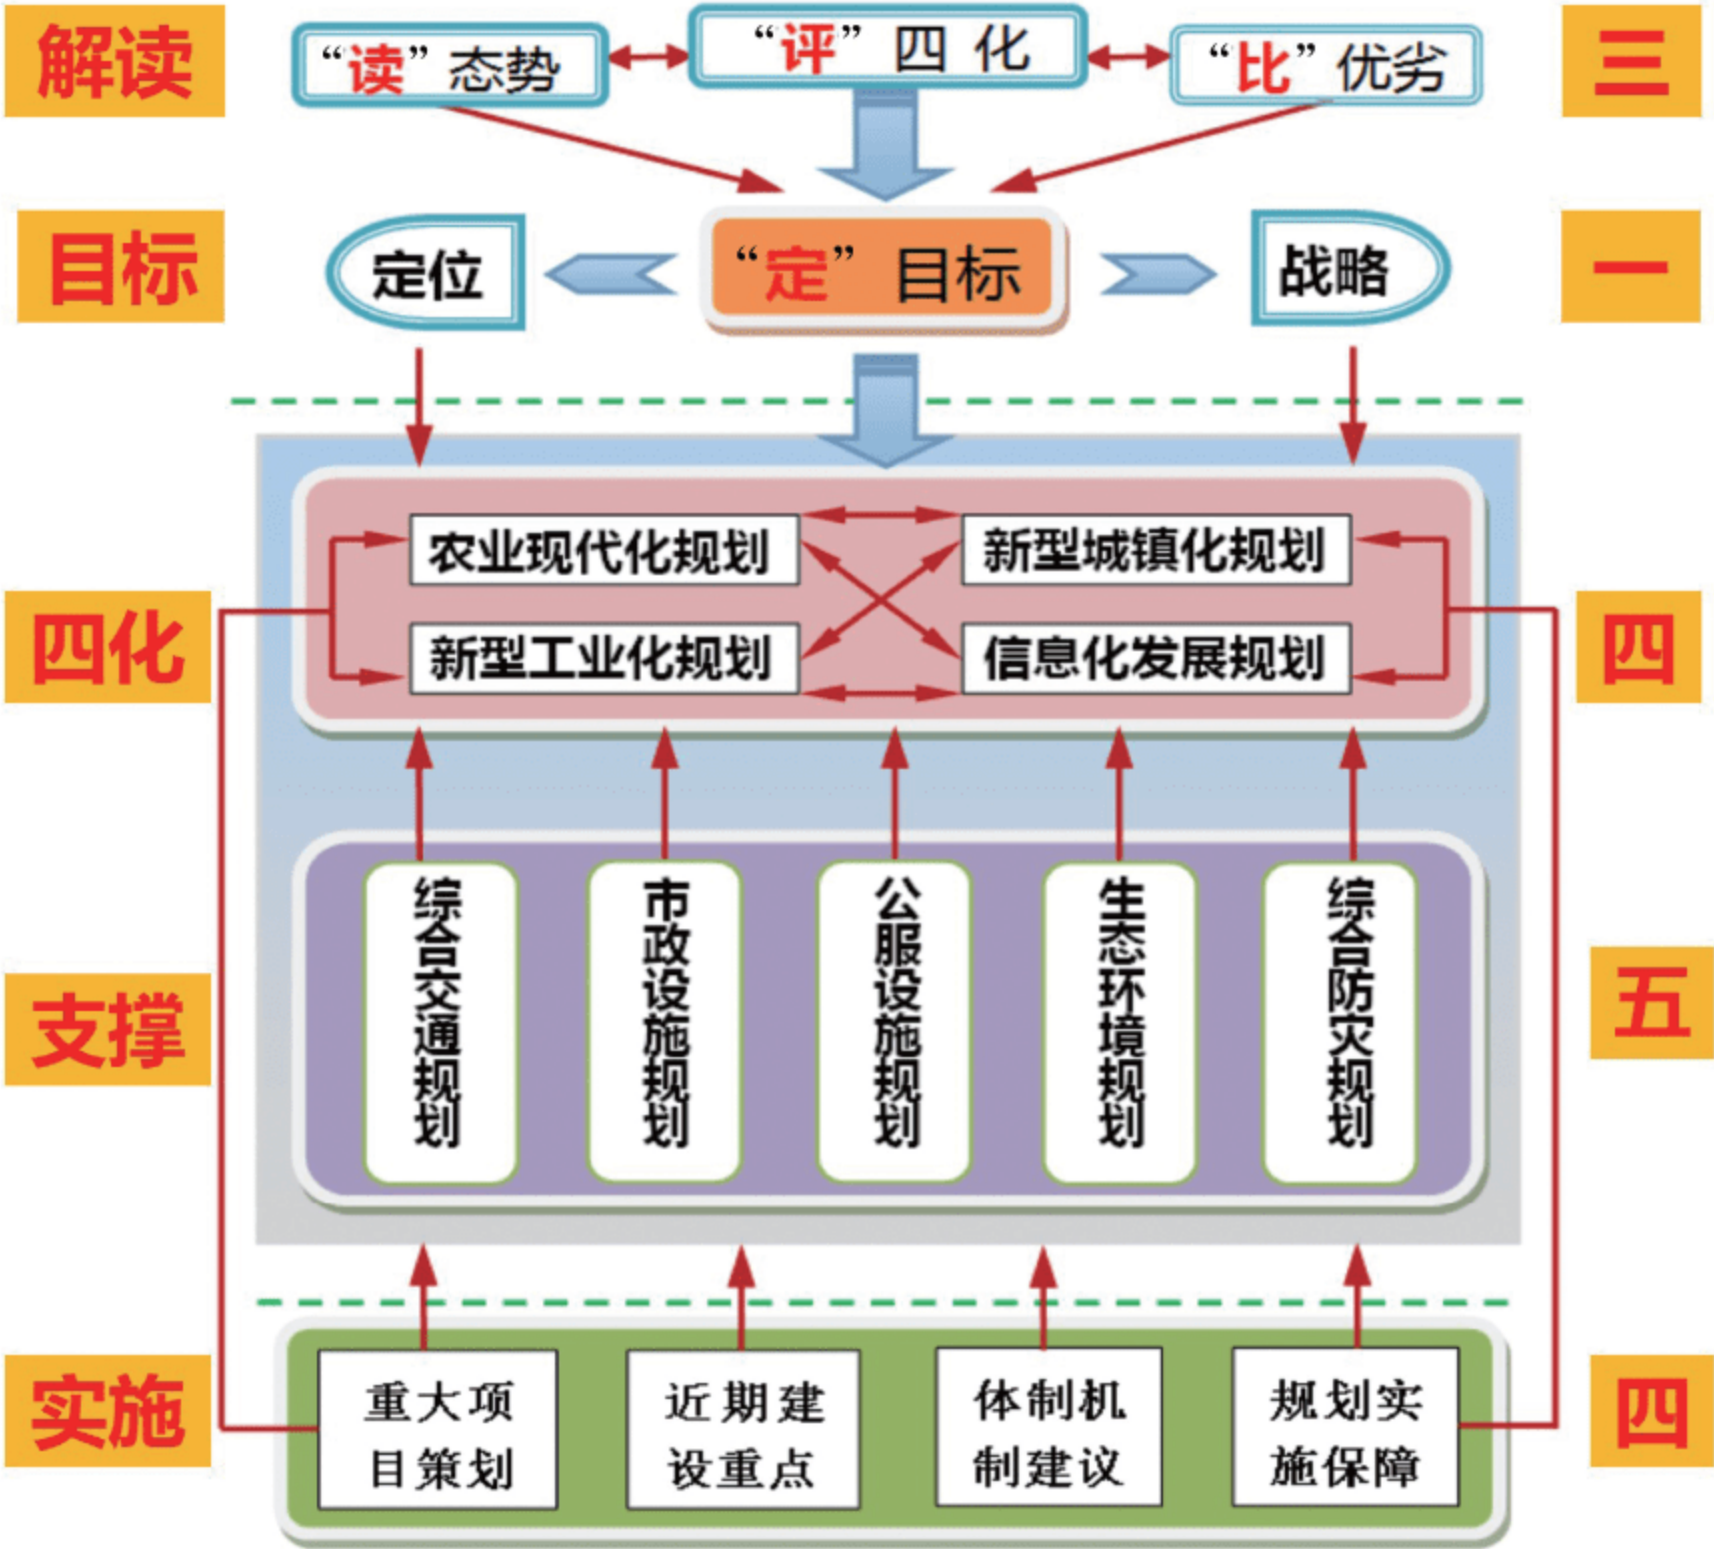 解读
“读” 态势
“评” 四 化
“比” 优劣
三
目标
定位
“定” 目标
战略
一
四化
农业现代化规划
新型城镇化规划
新型工业化规划
信息化发展规划
四
支撑
综合交通规划
市政设施规划
公服设施规划
生态环境规划
综合防灾规划
五
实施
重大项
目策划
近期建
设重点
体制机
制建议
规划实
施保障
四